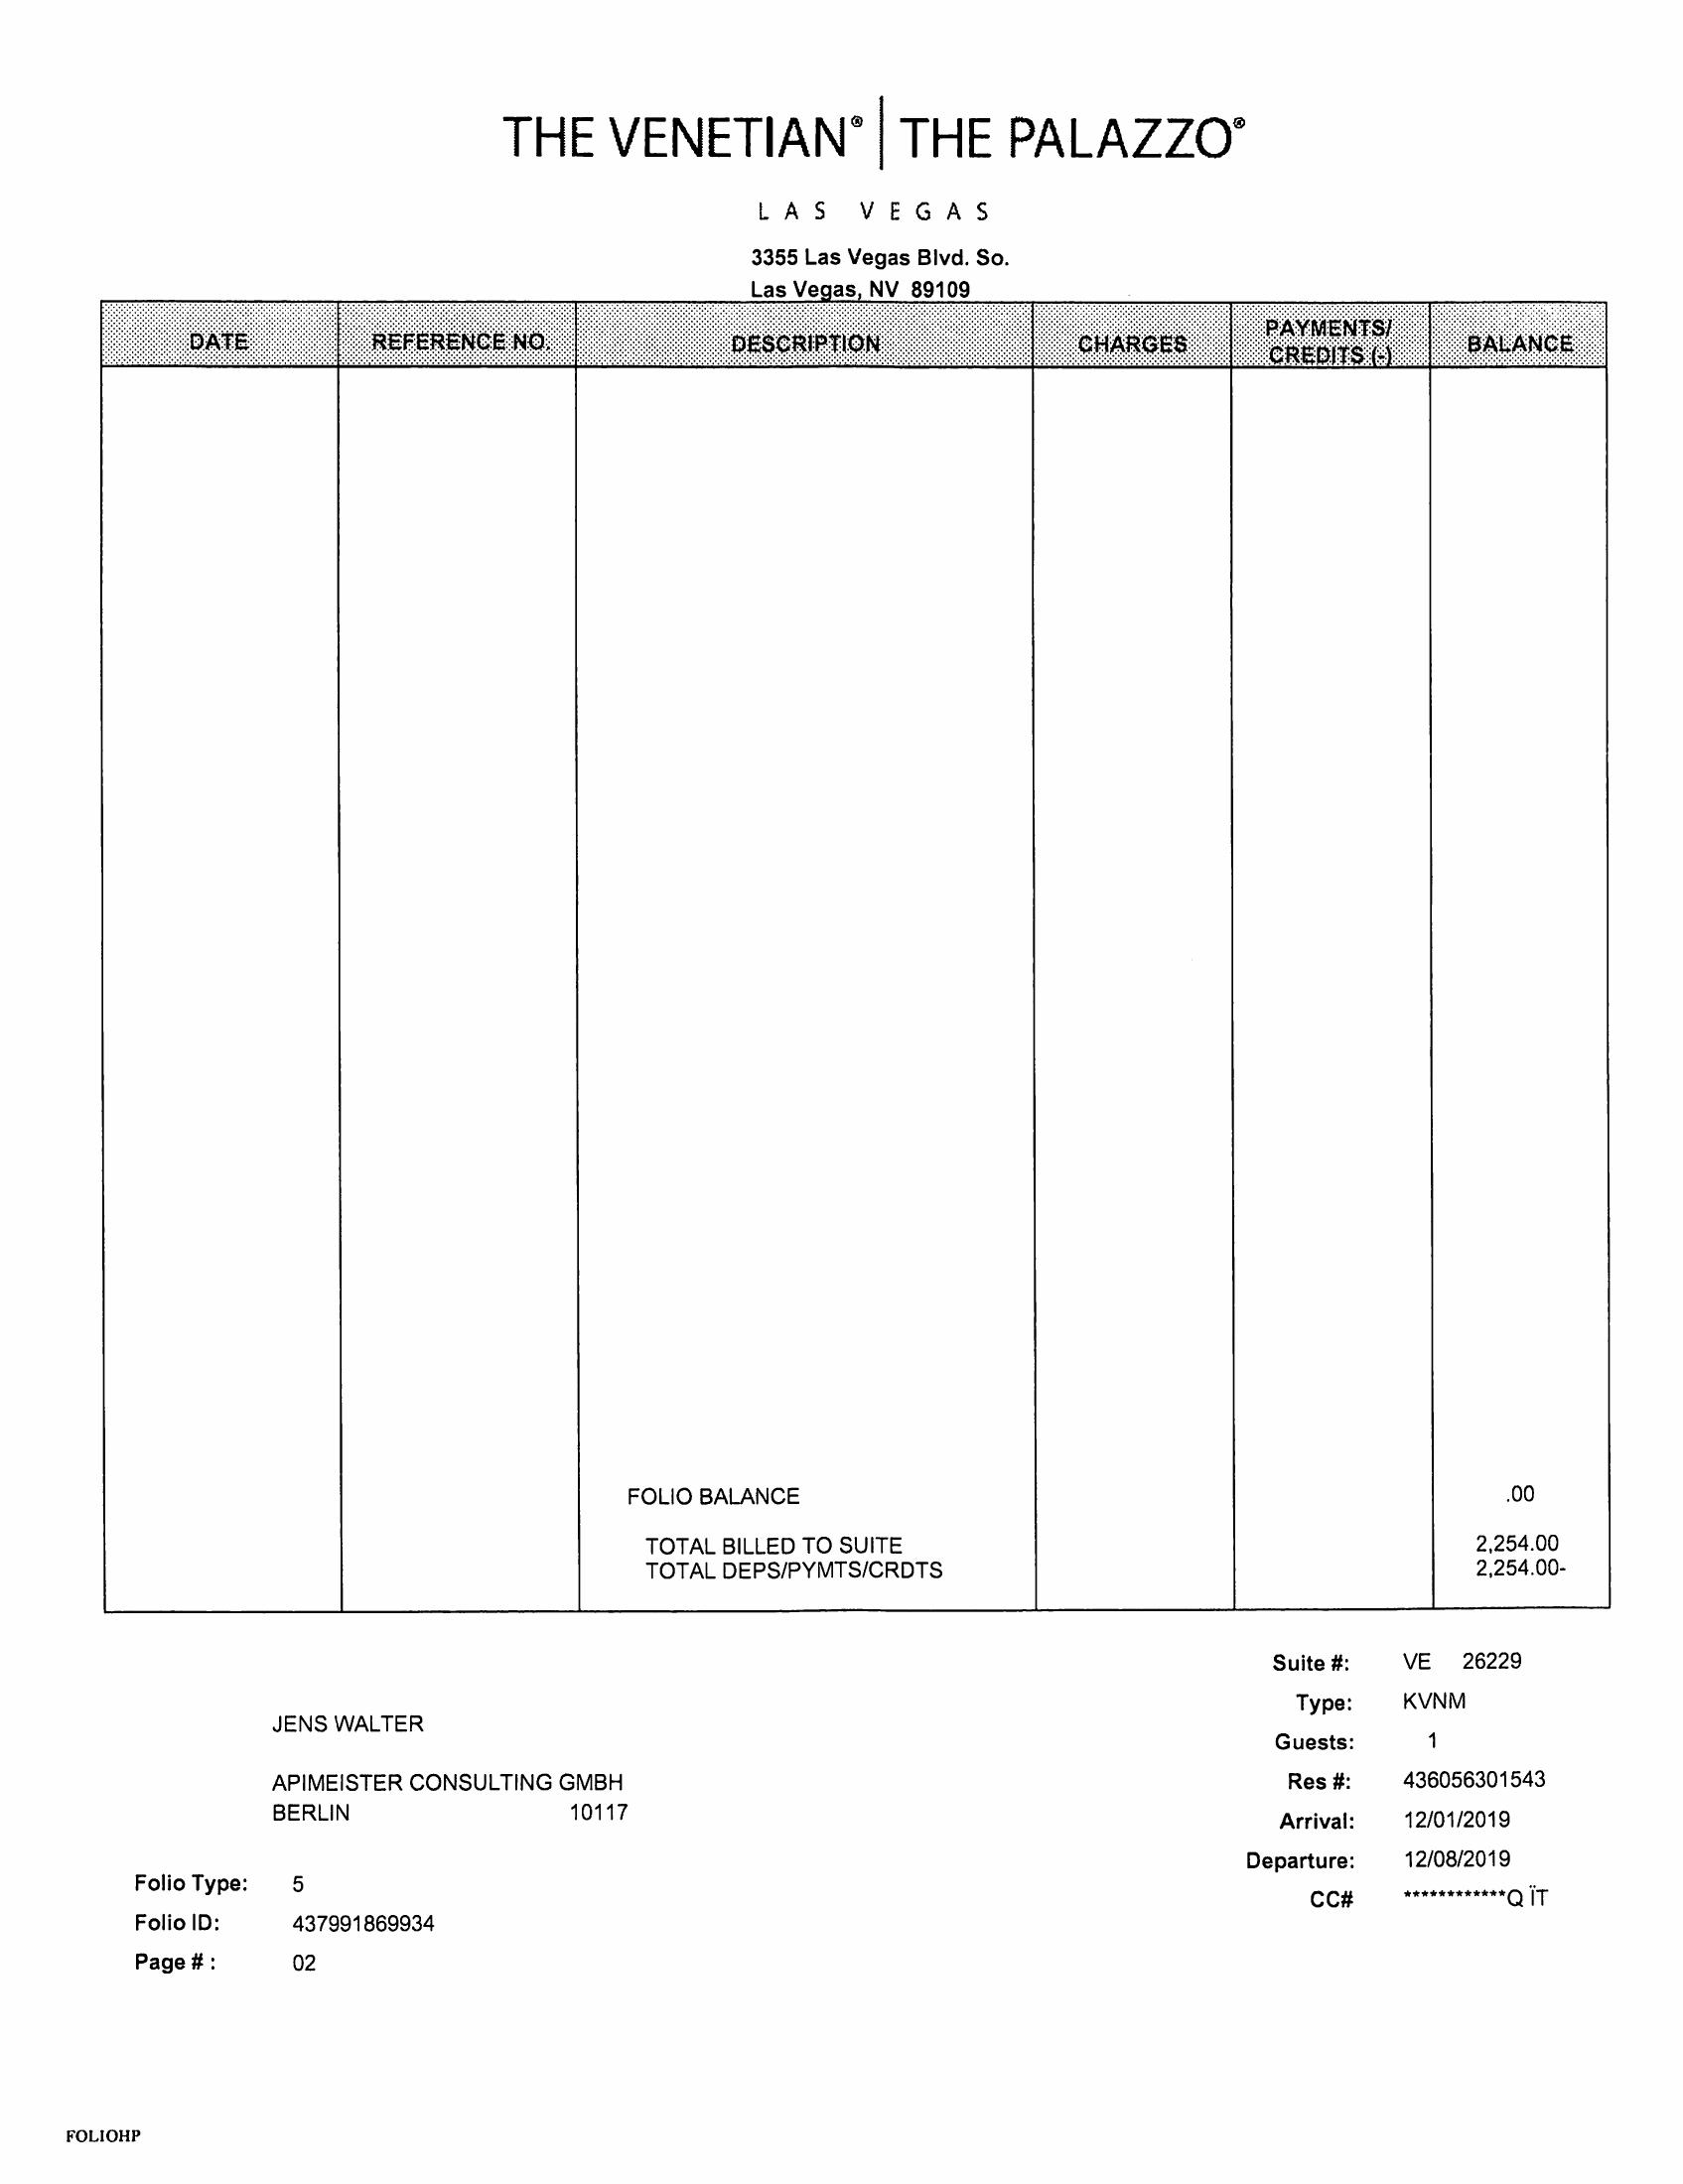 THE VENETIAN® | THE PALAZZO®
LAS VEGAS
3355 Las Vegas Blvd. So.
Las Vegas, NV 89109
DATE REFERENCE NO. DESCRIPTION CHARGES PAYMENTS/ CREDITS (-) BALANCE
FOLIO BALANCE .00
TOTAL BILLED TO SUITE 2,254.00
TOTAL DEPS/PYMTS/CRDTS 2,254.00-
Suite #: VE 26229
Type: KVNM
JENS WALTER
Guests: 1
APIMEISTER CONSULTING GMBH
Res #: 436056301543
BERLIN 10117
Arrival: 12/01/2019
Departure: 12/08/2019
Folio Type: 5
CC# ************Q ÏT
Folio ID: 437991869934
Page # : 02
FOLIOHP